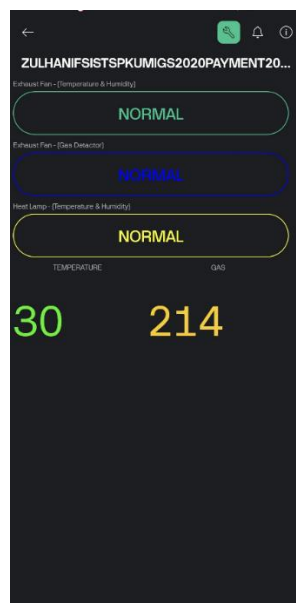 ZULHANIFSISTSPKUMIGS2020PAYMENT20...
Exhaust Fan - [Temperature & Humidity]
NORMAL
Exhaust Fan - [Gas Detactor]
NORMAL
Heat Lamp - [Temperature & Humidity]
NORMAL
TEMPERATURE GAS
30 214